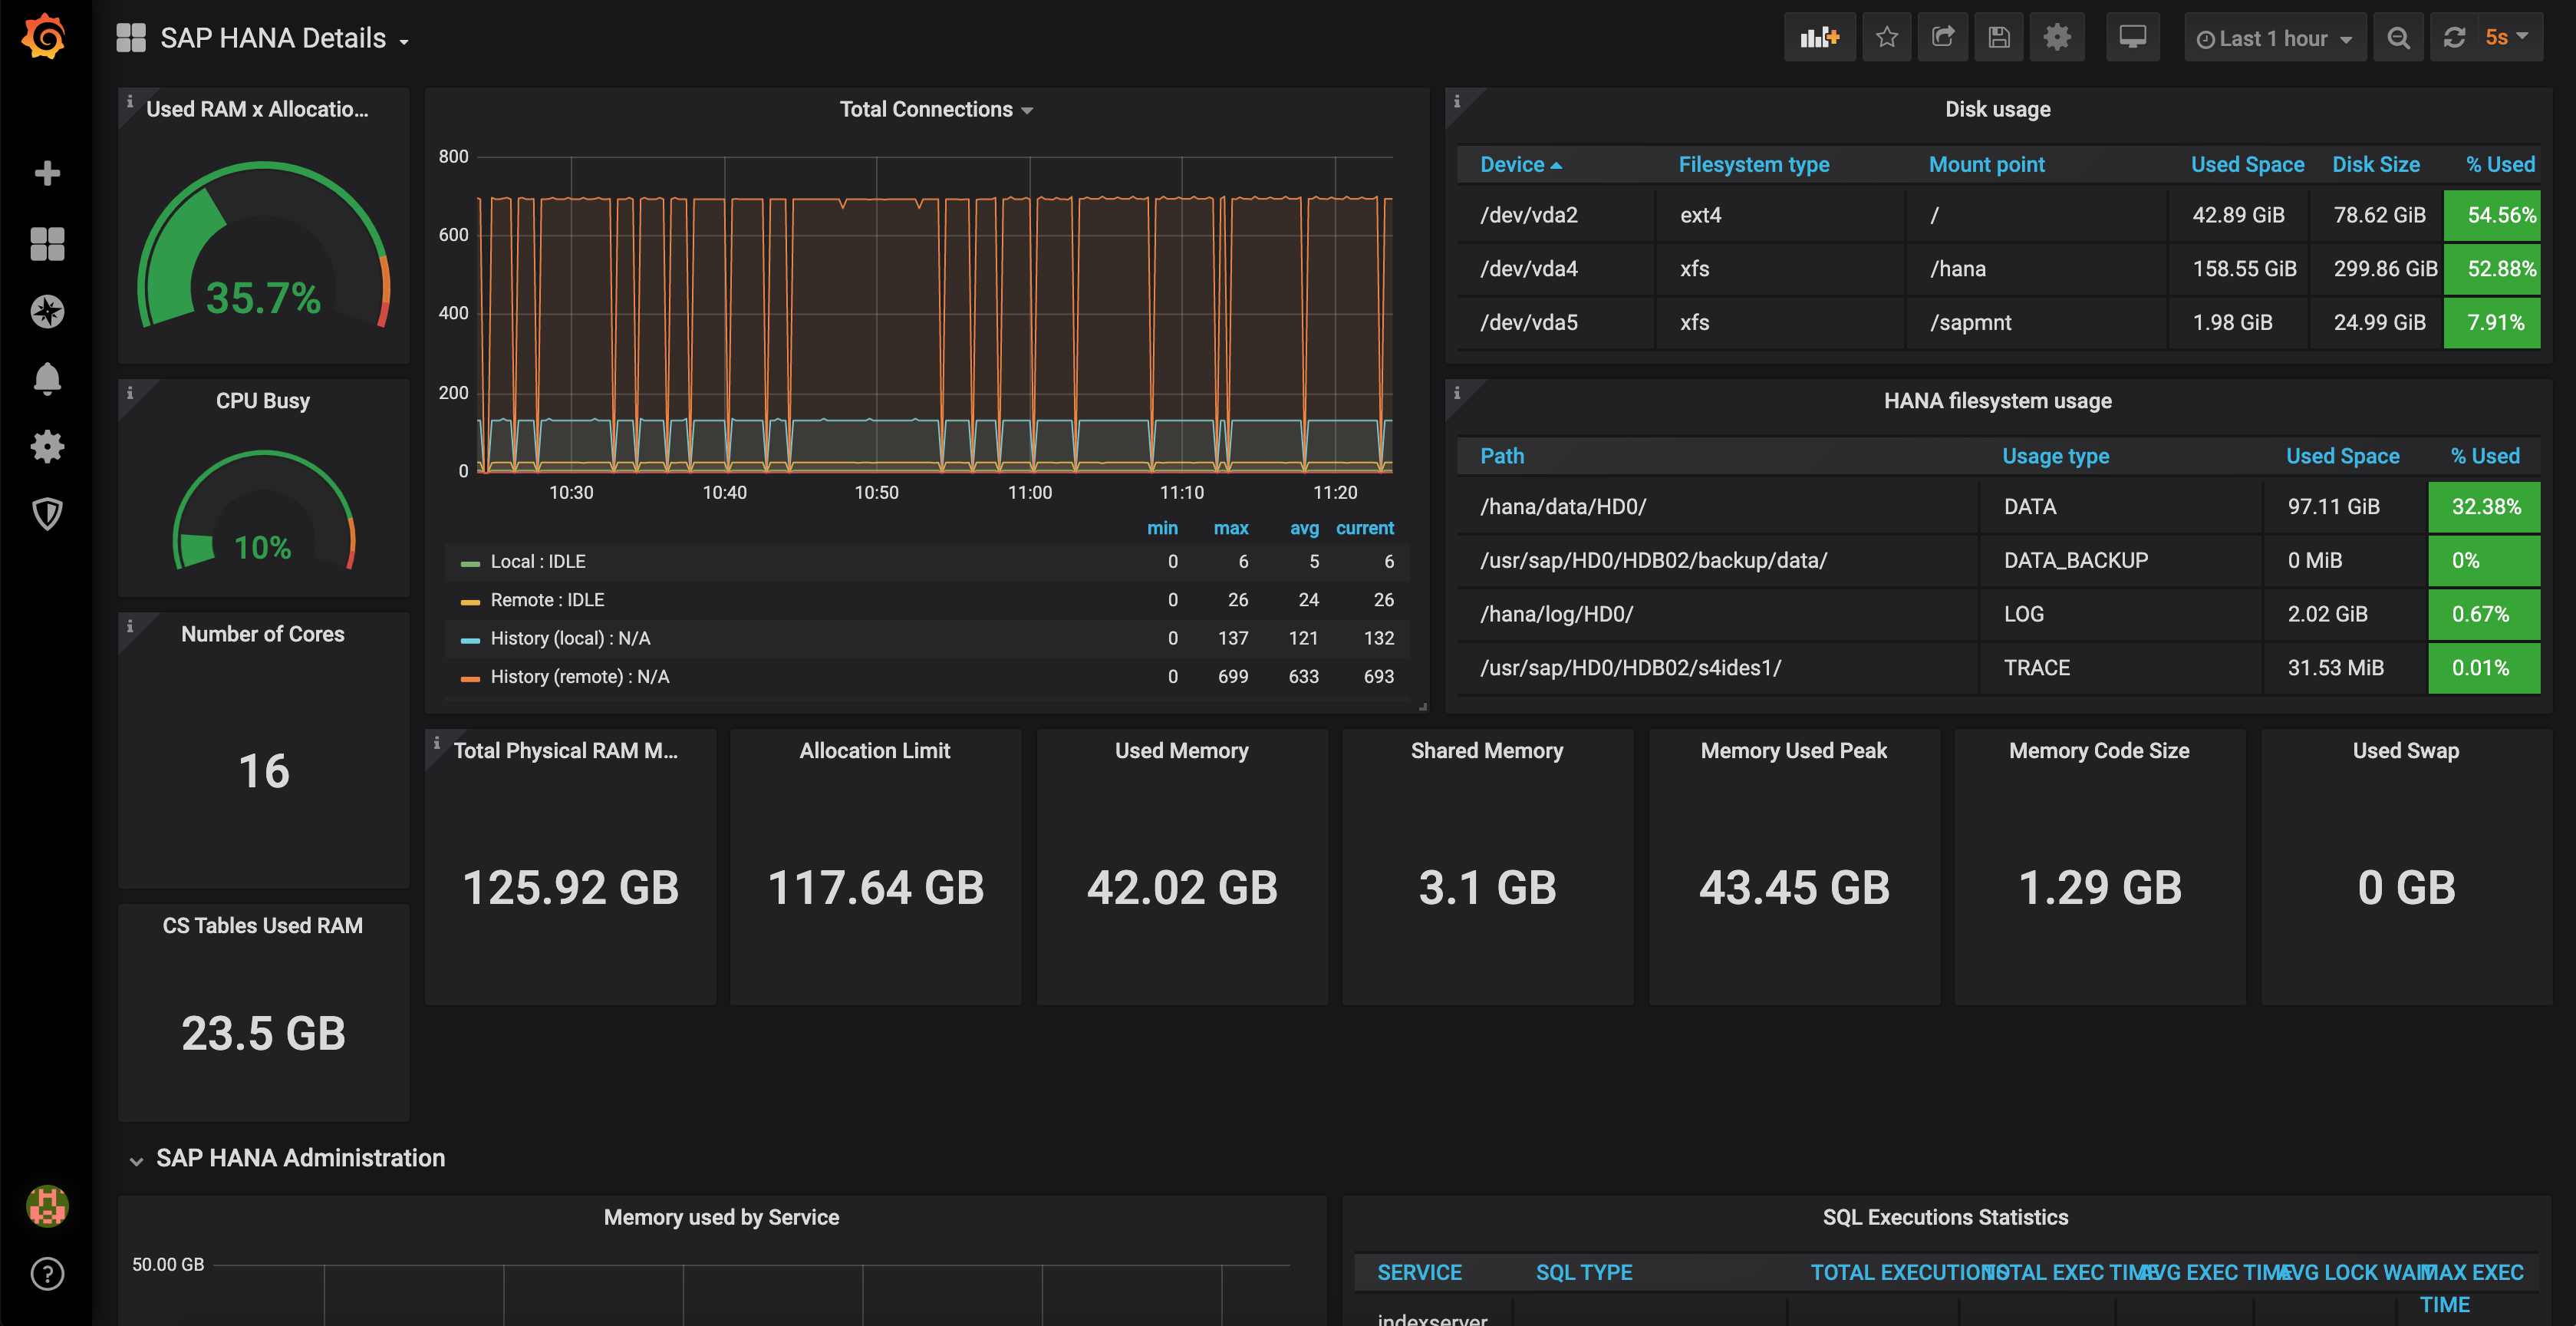 SAP HANA Details
Last 1 hour
5s
Used RAM x Allocatio...
35.7%
CPU Busy
10%
Number of Cores
16
CS Tables Used RAM
23.5 GB
Total Connections
800
600
400
200
0
10:30 10:40 10:50 11:00 11:10 11:20
min max avg current
Local : IDLE 0 6 5 6
Remote : IDLE 0 26 24 26
History (local) : N/A 0 137 121 132
History (remote) : N/A 0 699 633 693
Disk usage
Device Filesystem type Mount point Used Space Disk Size % Used
/dev/vda2 ext4 / 42.89 GiB 78.62 GiB 54.56%
/dev/vda4 xfs /hana 158.55 GiB 299.86 GiB 52.88%
/dev/vda5 xfs /sapmnt 1.98 GiB 24.99 GiB 7.91%
HANA filesystem usage
Path Usage type Used Space % Used
/hana/data/HD0/ DATA 97.11 GiB 32.38%
/usr/sap/HD0/HDB02/backup/data/ DATA_BACKUP 0 MiB 0%
/hana/log/HD0/ LOG 2.02 GiB 0.67%
/usr/sap/HD0/HDB02/s4ides1/ TRACE 31.53 MiB 0.01%
Total Physical RAM M...
125.92 GB
Allocation Limit
117.64 GB
Used Memory
42.02 GB
Shared Memory
3.1 GB
Memory Used Peak
43.45 GB
Memory Code Size
1.29 GB
Used Swap
0 GB
SAP HANA Administration
Memory used by Service
50.00 GB
SQL Executions Statistics
SERVICE SQL TYPE TOTAL EXECUTIONS TOTAL EXEC TIME AVG EXEC TIME AVG LOCK WAIT MAX EXEC
TIME
indexserver